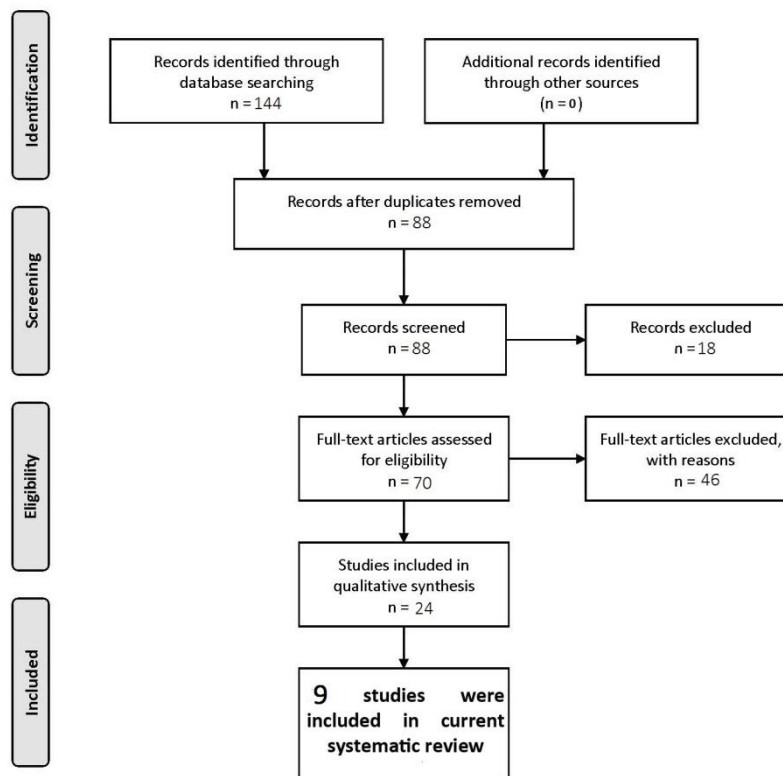 Identification
Records identified through
database searching
n = 144
Additional records identified
through other sources
(n = 0)
Records after duplicates removed
n = 88
Screening
Records screened
n = 88
Records excluded
n = 18
Eligibility
Full-text articles assessed
for eligibility
n = 70
Full-text articles excluded,
with reasons
n = 46
Studies included in
qualitative synthesis
n = 24
Included
9 studies were
included in current
systematic review